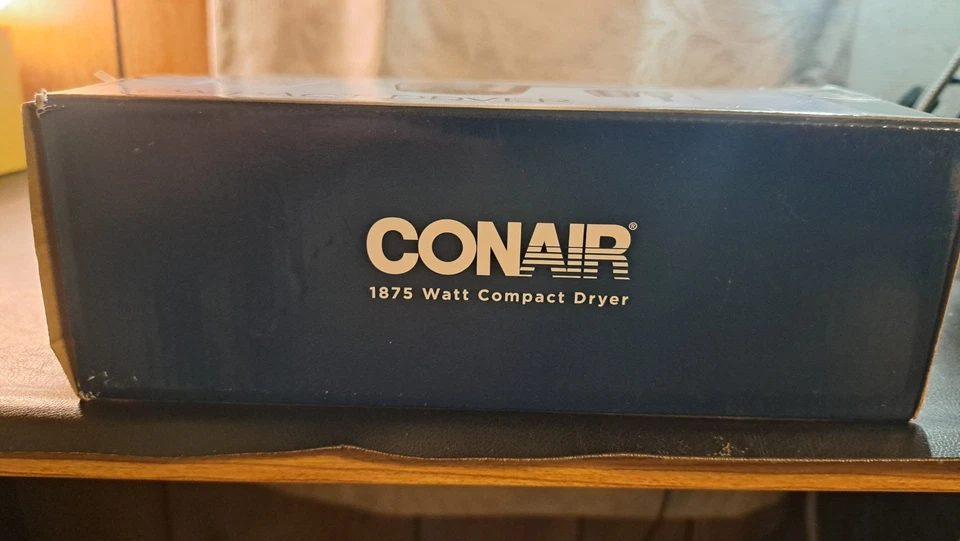 CONAIR®
1875 Watt Compact Dryer